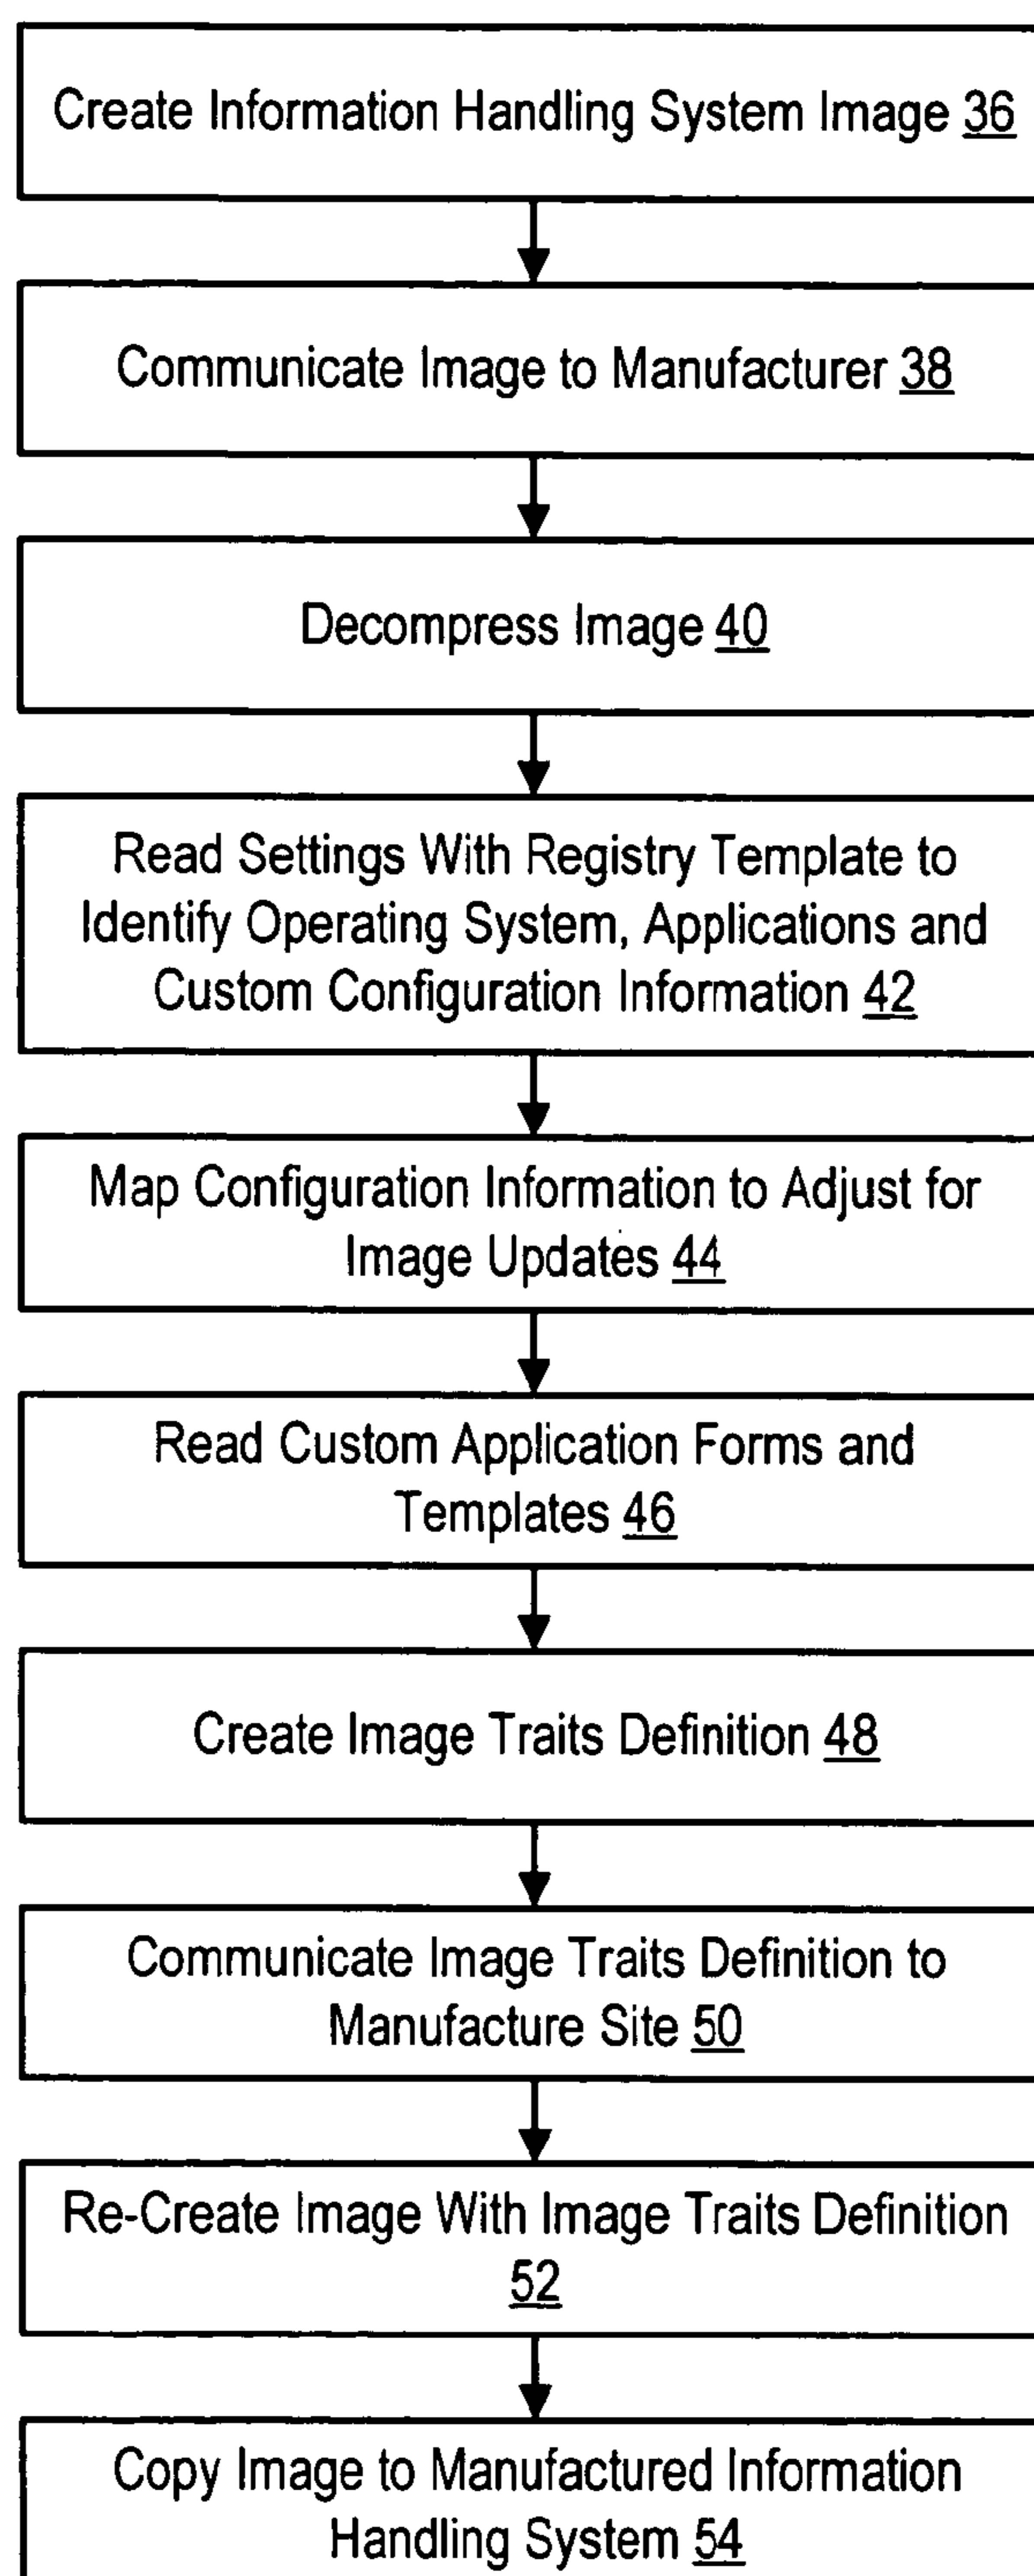 Create Information Handling System Image 36
Communicate Image to Manufacturer 38
Decompress Image 40
Read Settings With Registry Template to
Identify Operating System, Applications and
Custom Configuration Information 42
Map Configuration Information to Adjust for
Image Updates 44
Read Custom Application Forms and
Templates 46
Create Image Traits Definition 48
Communicate Image Traits Definition to
Manufacture Site 50
Re-Create Image With Image Traits Definition
52
Copy Image to Manufactured Information
Handling System 54